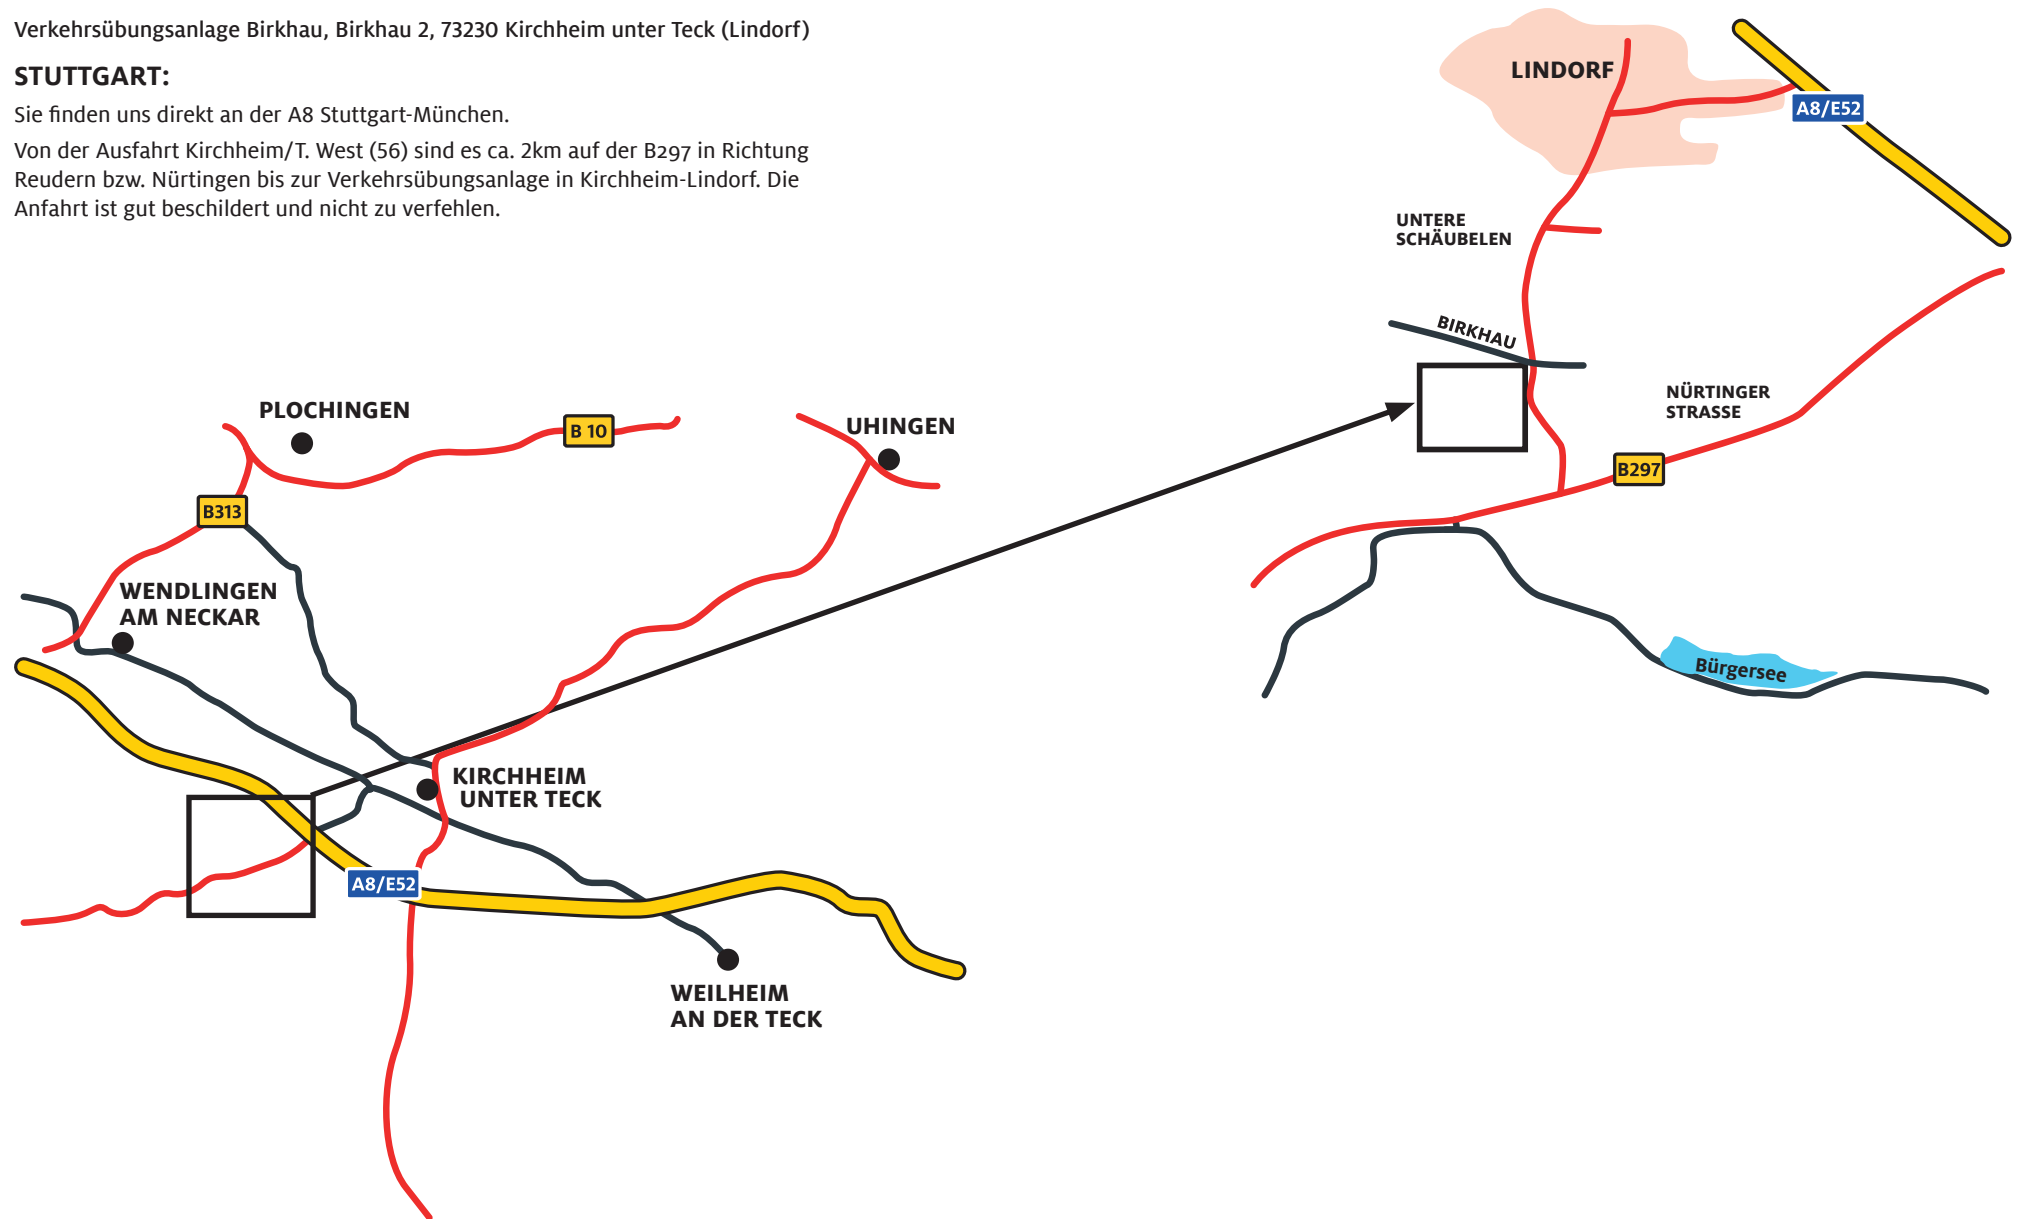 Verkehrsübungsanlage Birkhau, Birkhau 2, 73230 Kirchheim unter Teck (Lindorf)
STUTTGART:
Sie finden uns direkt an der A8 Stuttgart-München.
Von der Ausfahrt Kirchheim/T. West (56) sind es ca. 2km auf der B297 in Richtung
Reudern bzw. Nürtingen bis zur Verkehrsübungsanlage in Kirchheim-Lindorf. Die
Anfahrt ist gut beschildert und nicht zu verfehlen.
LINDORF
A8/E52
UNTERE
SCHÄUBELEN
BIRKHAU
NÜRTINGER
STRASSE
B297
Bürgersee
PLOCHINGEN
B 10
UHINGEN
B313
WENDLINGEN
AM NECKAR
KIRCHHEIM
UNTER TECK
A8/E52
WEILHEIM
AN DER TECK